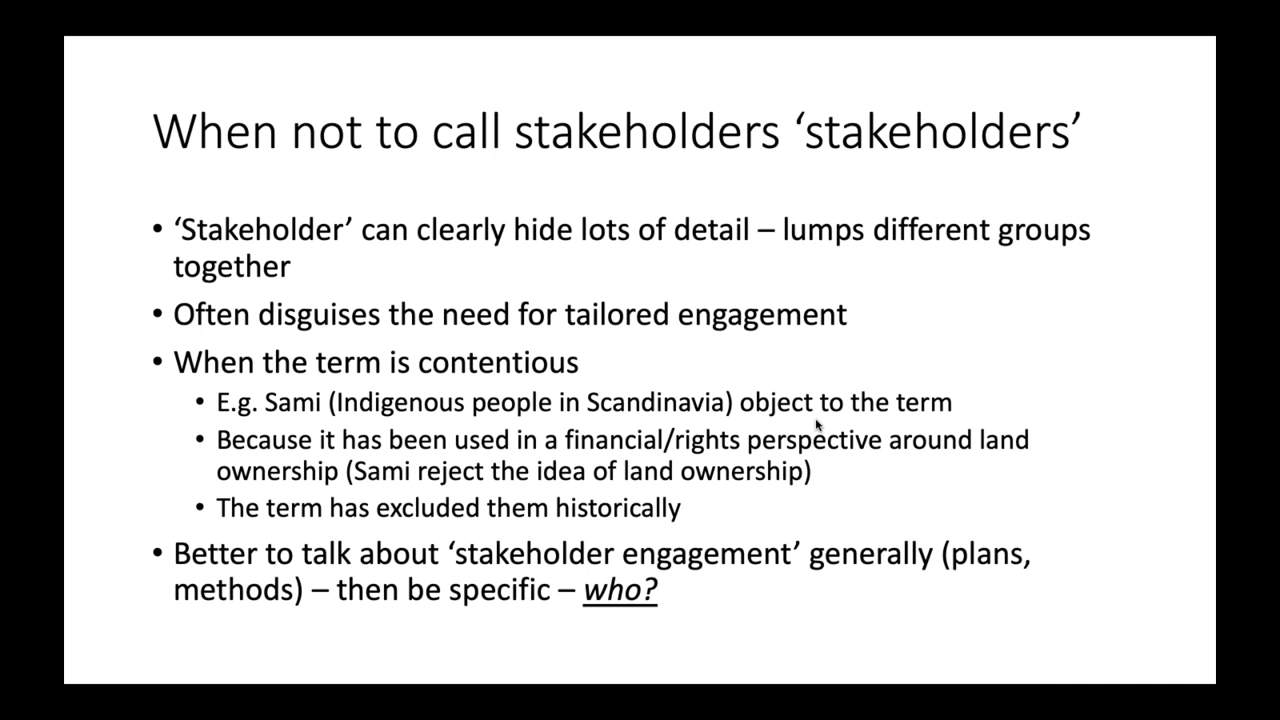 When not to call stakeholders ‘stakeholders’
• ‘Stakeholder’ can clearly hide lots of detail – lumps different groups
together
• Often disguises the need for tailored engagement
• When the term is contentious
• E.g. Sami (Indigenous people in Scandinavia) object to the term
• Because it has been used in a financial/rights perspective around land
ownership (Sami reject the idea of land ownership)
• The term has excluded them historically
• Better to talk about ‘stakeholder engagement’ generally (plans,
methods) – then be specific – who?